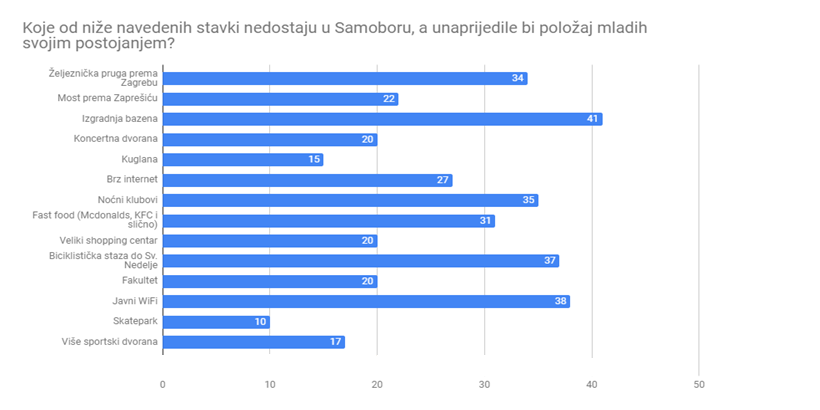 Koje od niže navedenih stavki nedostaju u Samoboru, a unaprijedile bi položaj mladih
svojim postojanjem?
Željeznička pruga prema
Zagrebu
34
Most prema Zaprešiću
22
Izgradnja bazena
41
Koncertna dvorana
20
Kuglana
15
Brz internet
27
Noćni klubovi
35
Fast food (Mcdonalds, KFC i
slično)
31
Veliki shopping centar
20
Biciklistička staza do Sv.
Nedelje
37
Fakultet
20
Javni WiFi
38
Skatepark
10
Više sportski dvorana
17
0 10 20 30 40 50